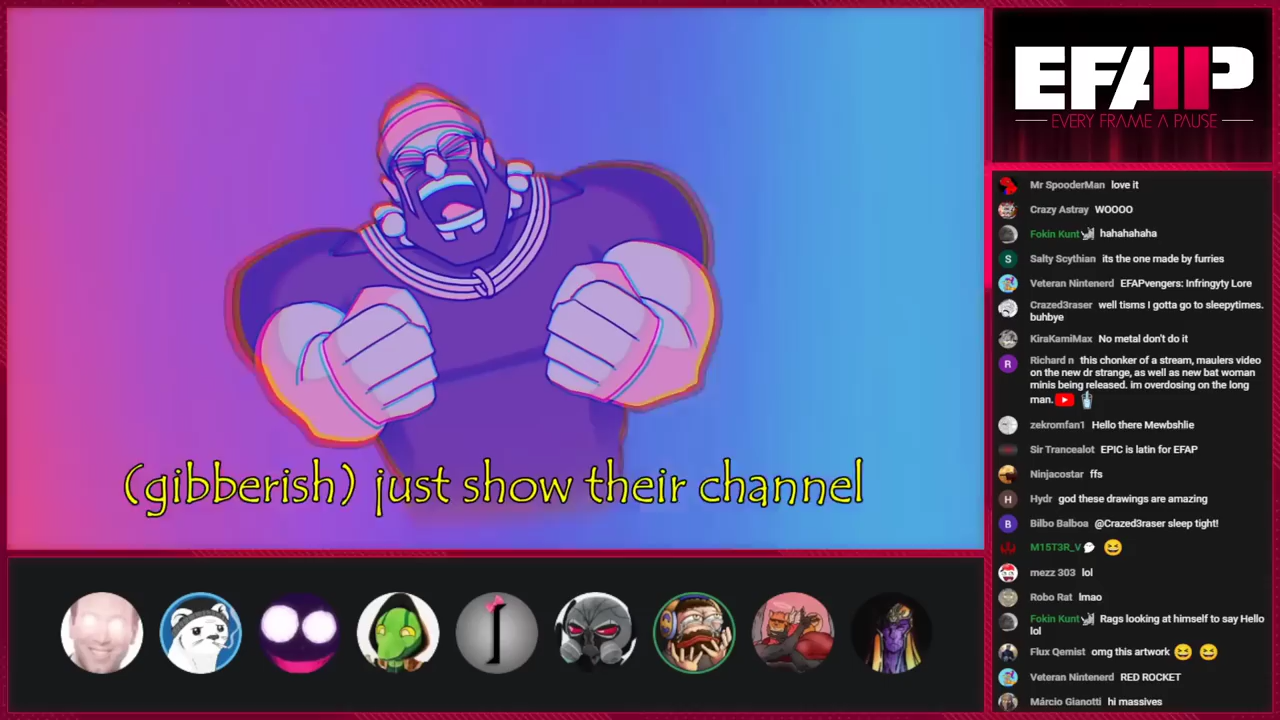 EFAP
EVERY FRAME A PAUSE
(gibberish) just show their channel
Mr SpooderMan love it
Crazy Astray WOOOO
Fokin Kunt hahahahaha
S
Salty Scythian its the one made by furries
Veteran Nintenerd EFAPvengers: Infringyty Lore
Crazed3raser well tisms I gotta go to sleepytimes.
buhbye
KiraKamiMax No metal don't do it
R
Richard n this chonker of a stream, maulers video
on the new dr strange, as well as new bat woman
minis being released. im overdosing on the long
man.
zekromfan1 Hello there Mewbshlie
Sir Trancealot EPIC is latin for EFAP
Ninjacostar ffs
H
Hydr god these drawings are amazing
B
Bilbo Balboa @Crazed3raser sleep tight!
M15T3R_V
mezz 303 lol
Robo Rat lmao
Fokin Kunt Rags looking at himself to say Hello
lol
Flux Qemist omg this artwork
Veteran Nintenerd RED ROCKET
Márcio Gianotti hi massives